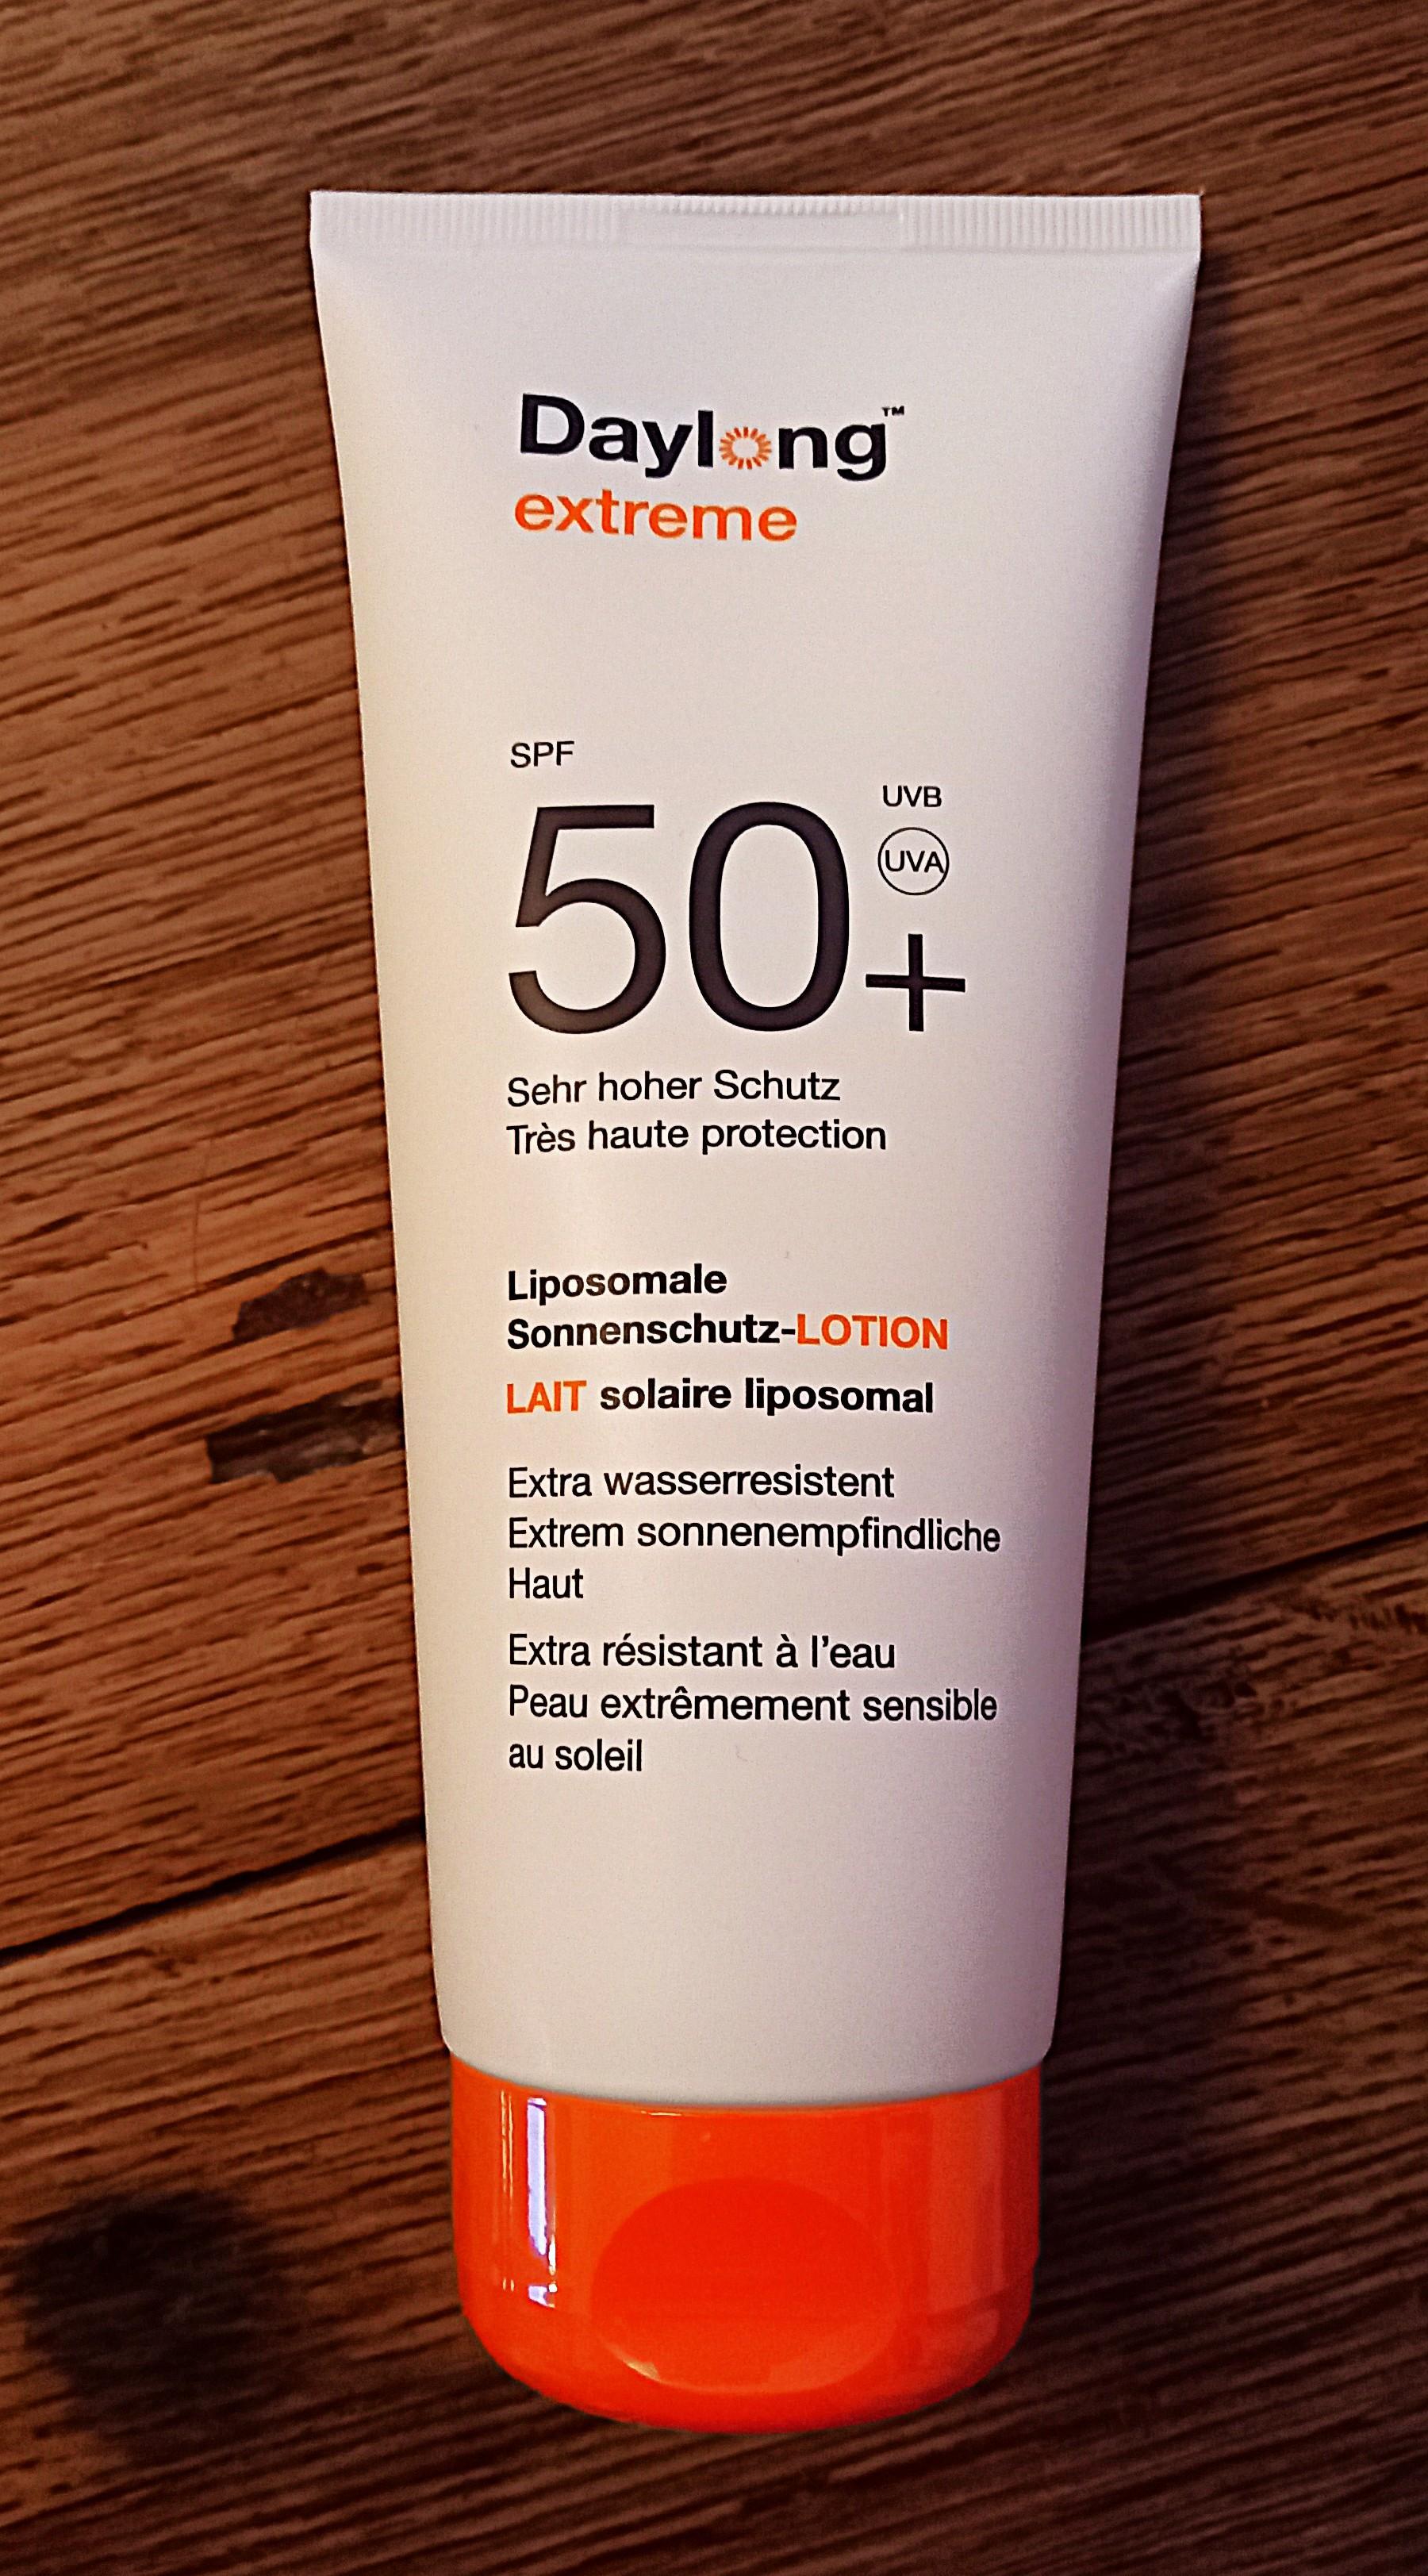 Daylong™
extreme
SPF
50+
UVB
UVA
Sehr hoher Schutz
Très haute protection
Liposomale
Sonnenschutz-LOTION
LAIT solaire liposomal
Extra wasserresistent
Extrem sonnenempfindliche
Haut
Extra résistant à l'eau
Peau extrêmement sensible
au soleil